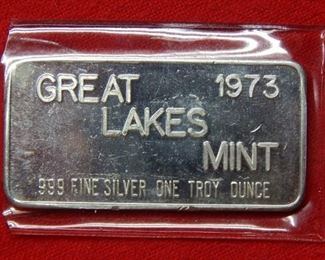 GREAT 1973
LAKES
MINT
999 FINE SILVER ONE TROY OUNCE